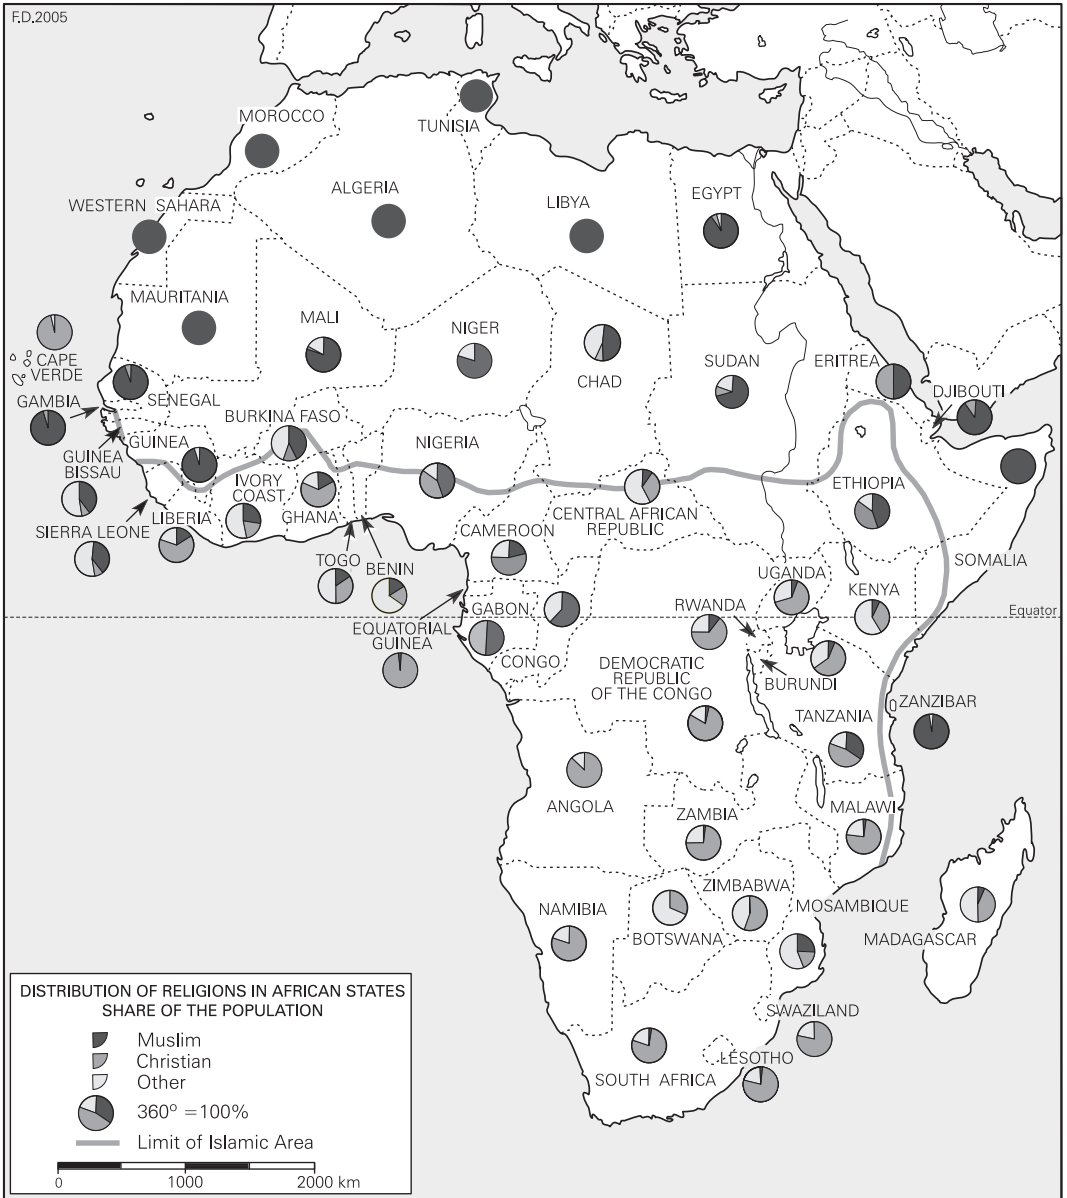 F.D.2005
MOROCCO
TUNISIA
ALGERIA
LIBYA
EGYPT
WESTERN SAHARA
MAURITANIA
MALI
NIGER
CHAD
SUDAN
ERITREA
DJIBOUTI
CAPE
VERDE
SENEGAL
GAMBIA
BURKINA FASO
GUINEA
NIGERIA
GUINEA
BISSAU
IVORY
COAST
GHANA
ETHIOPIA
CENTRAL AFRICAN
REPUBLIC
SIERRA LEONE
LIBERIA
CAMEROON
SOMALIA
TOGO
BENIN
UGANDA
KENYA
RWANDA
GABON
Equator
EQUATORIAL
GUINEA
CONGO
DEMOCRATIC
REPUBLIC
OF THE CONGO
BURUNDI
ZANZIBAR
TANZANIA
ANGOLA
ZAMBIA
MALAWI
ZIMBABWA
NAMIBIA
BOTSWANA
MOSAMBIQUE
MADAGASCAR
SWAZILAND
LESOTHO
SOUTH AFRICA
DISTRIBUTION OF RELIGIONS IN AFRICAN STATES
SHARE OF THE POPULATION
Muslim
Christian
Other
360° =100%
Limit of Islamic Area
0 1000 2000 km